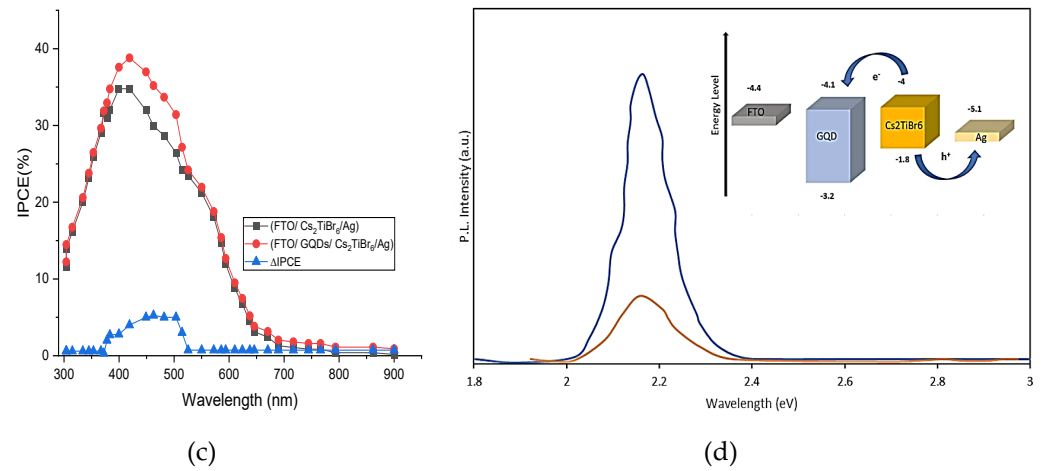 IPCE(%)
40
30
20
10
0
(FTO/ Cs₂TiBr₆/Ag)
(FTO/ GQDs/ Cs₂TiBr₆/Ag)
ΔIPCE
300 400 500 600 700 800 900
Wavelength (nm)
(c)
P.L. Intensity (a.u.)
Energy Level
-4.4
FTO
-4.1
GQD
-3.2
e⁻
-4
Cs2TiBr6
-1.8
h⁺
-5.1
Ag
1.8 2 2.2 2.4 2.6 2.8 3
Wavelength (eV)
(d)